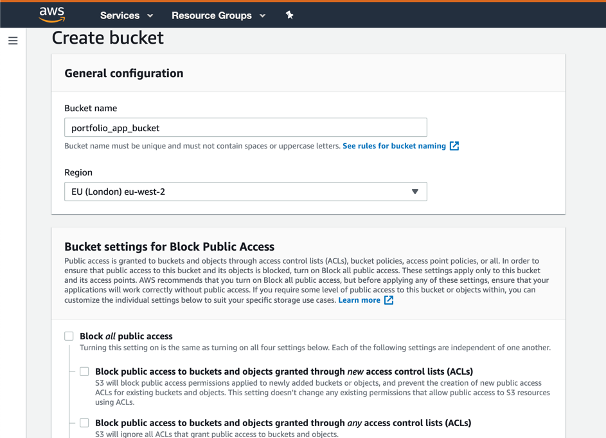 aws Services Resource Groups
Create bucket
General configuration
Bucket name
portfolio_app_bucket
Bucket name must be unique and must not contain spaces or uppercase letters. See rules for bucket naming
Region
EU (London) eu-west-2
Bucket settings for Block Public Access
Public access is granted to buckets and objects through access control lists (ACLs), bucket policies, access point policies, or all. In order to
ensure that public access to this bucket and its objects is blocked, turn on Block all public access. These settings apply only to this bucket
and its access points. AWS recommends that you turn on Block all public access, but before applying any of these settings, ensure that your
applications will work correctly without public access. If you require some level of public access to this bucket or objects within, you can
customize the individual settings below to suit your specific storage use cases. Learn more
Block all public access
Turning this setting on is the same as turning on all four settings below. Each of the following settings are independent of one another.
Block public access to buckets and objects granted through new access control lists (ACLs)
S3 will block public access permissions applied to newly added buckets or objects, and prevent the creation of new public access
ACLs for existing buckets and objects. This setting doesn't change any existing permissions that allow public access to S3 resources
using ACLs.
Block public access to buckets and objects granted through any access control lists (ACLs)
S3 will ignore all ACLs that grant public access to buckets and objects.